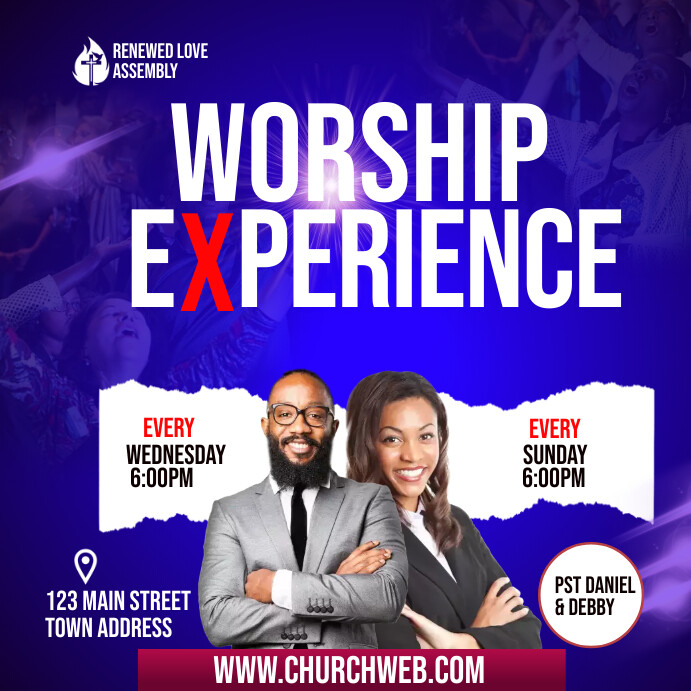 RENEWED LOVE
ASSEMBLY
WORSHIP
EXPERIENCE
EVERY
WEDNESDAY
6:00PM
EVERY
SUNDAY
6:00PM
123 MAIN STREET
TOWN ADDRESS
PST DANIEL
& DEBBY
WWW.CHURCHWEB.COM